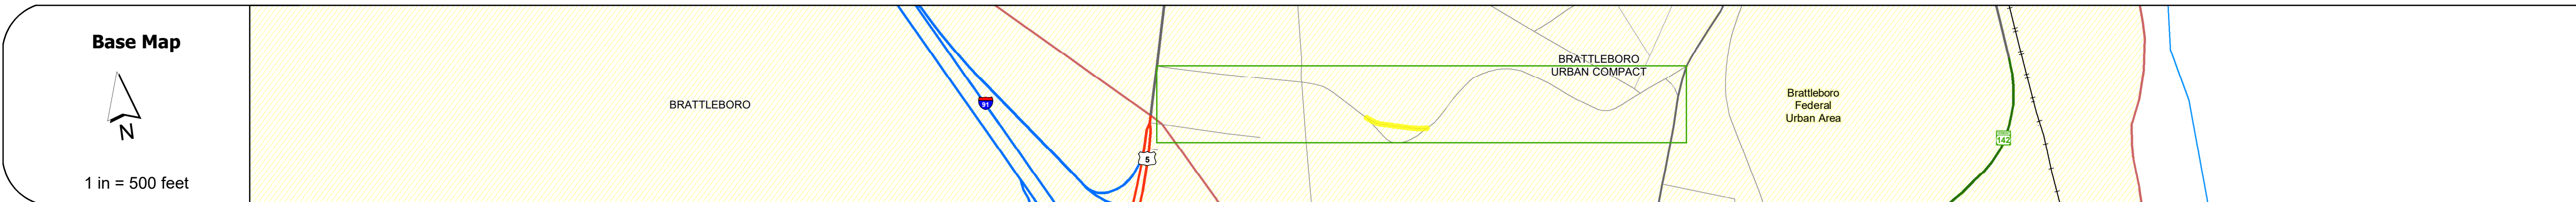 Base Map
N
1 in = 500 feet
BRATTLEBORO
91
5
BRATTLEBORO
URBAN COMPACT
Brattleboro
Federal
Urban Area
142